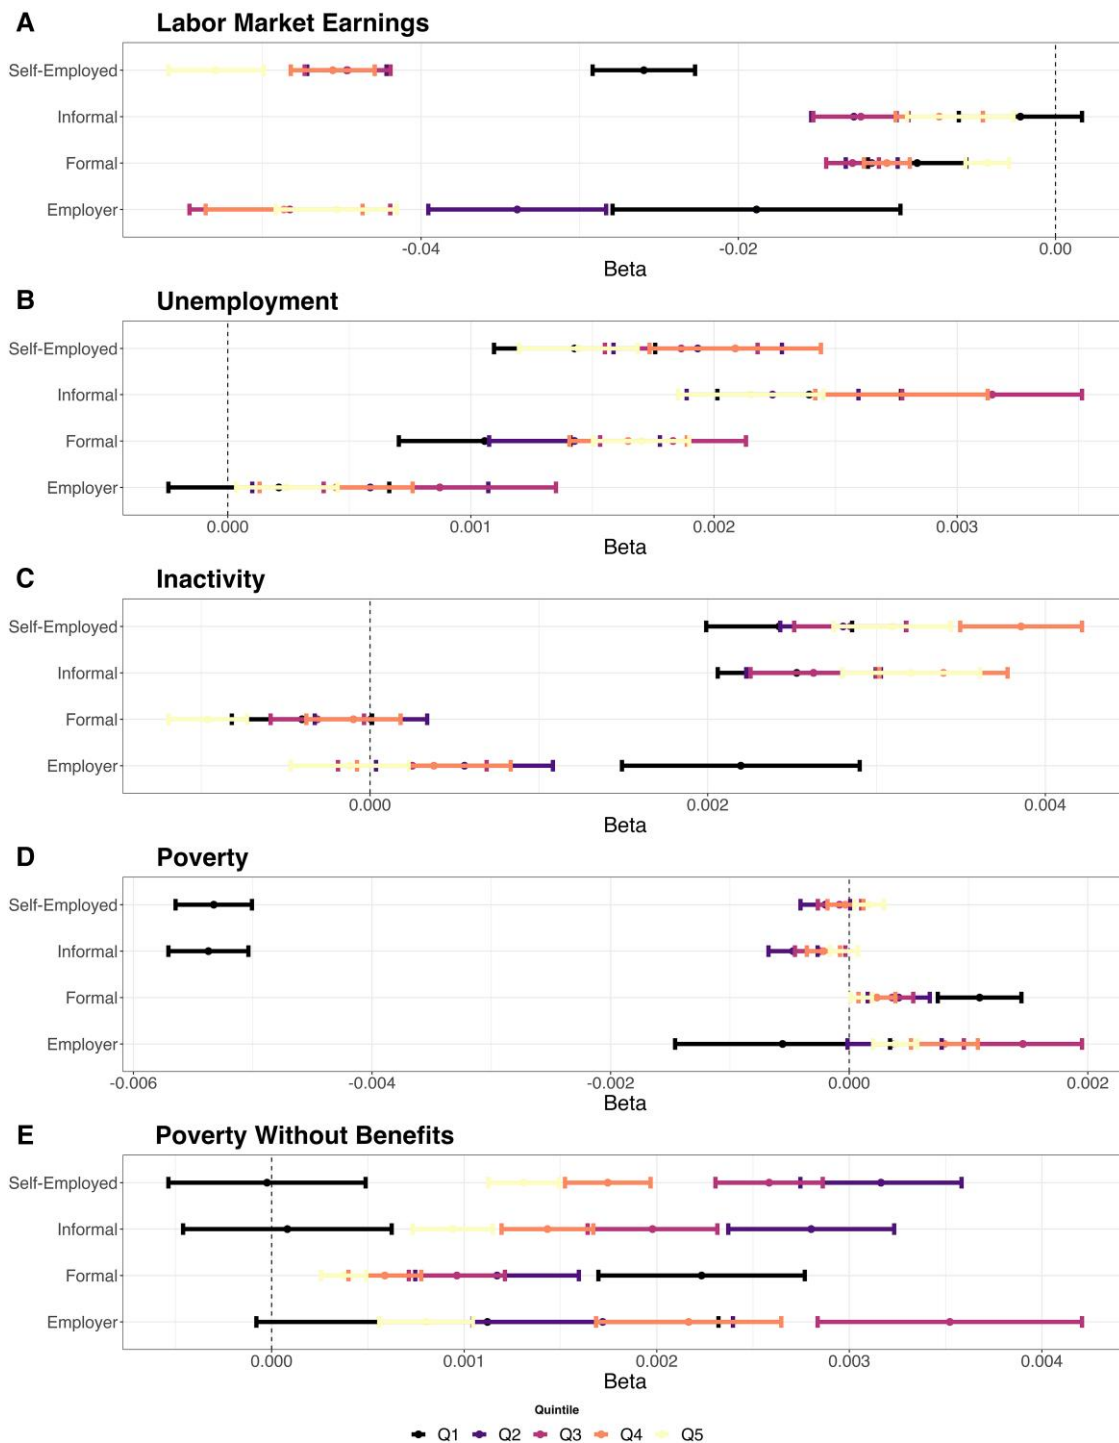 A Labor Market Earnings
Self-Employed
Informal
Formal
Employer
-0.04 -0.02 0.00
Beta
B Unemployment
Self-Employed
Informal
Formal
Employer
0.000 0.001 0.002 0.003
Beta
C Inactivity
Self-Employed
Informal
Formal
Employer
0.000 0.002 0.004
Beta
D Poverty
Self-Employed
Informal
Formal
Employer
-0.006 -0.004 -0.002 0.000 0.002
Beta
E Poverty Without Benefits
Self-Employed
Informal
Formal
Employer
0.000 0.001 0.002 0.003 0.004
Beta
Quintile
Q1 Q2 Q3 Q4 Q5